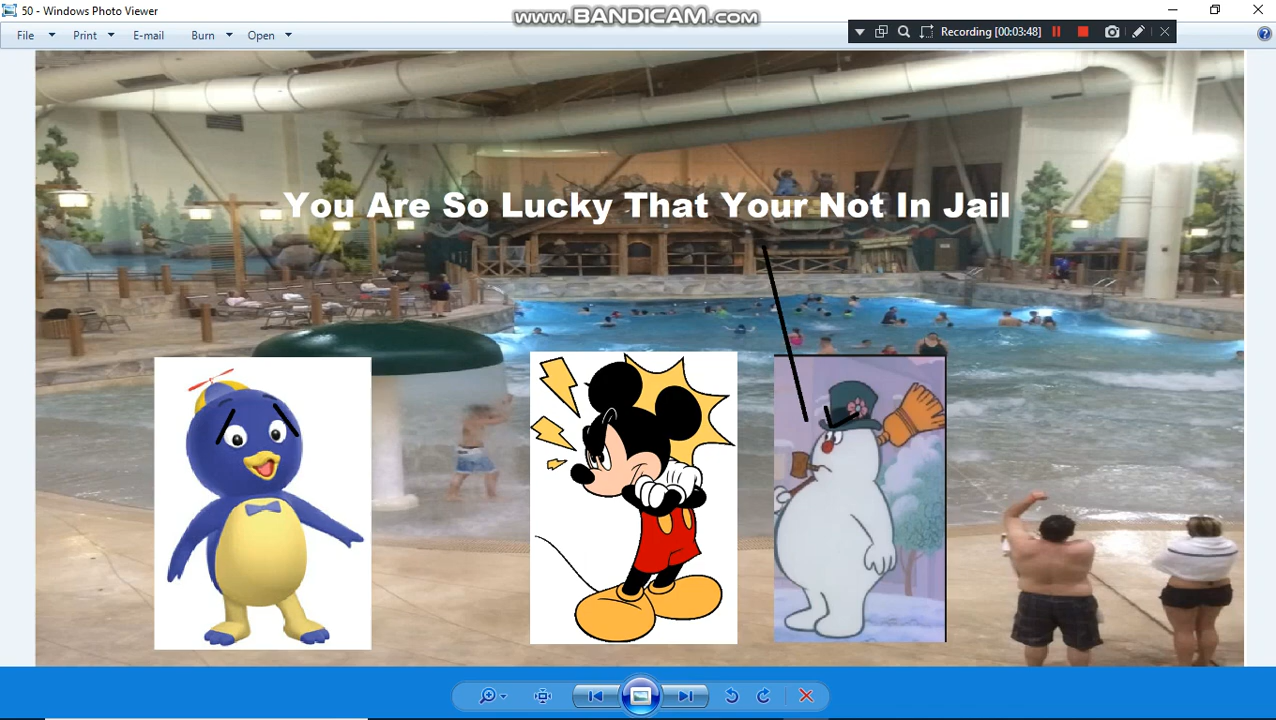 50 - Windows Photo Viewer
www.BANDICAM.com
File Print E-mail Burn Open
Recording [00:03:48]
You Are So Lucky That Your Not In Jail